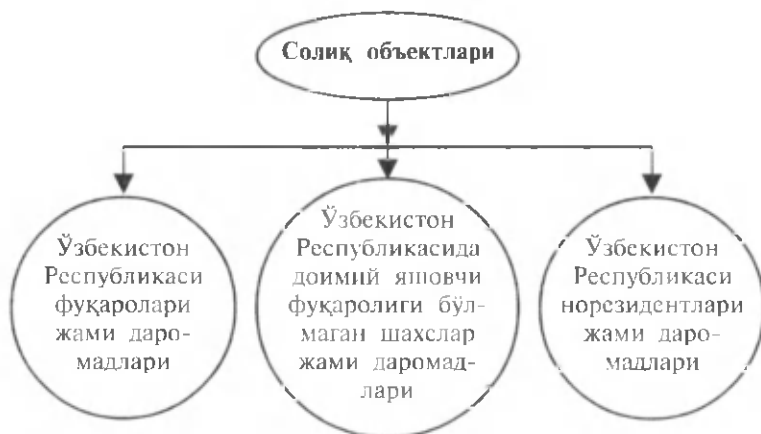 Солиқ объектлари
Ўзбекистон
Республикаси
фуқаролари
жами даро-
мадлари
Ўзбекистон
Республикасида
доимий яшовчи
фуқаролиги бўл-
маган шахслар
жами даромад-
лари
Ўзбекистон
Республикаси
норезидентлари
жами даро-
мадлари